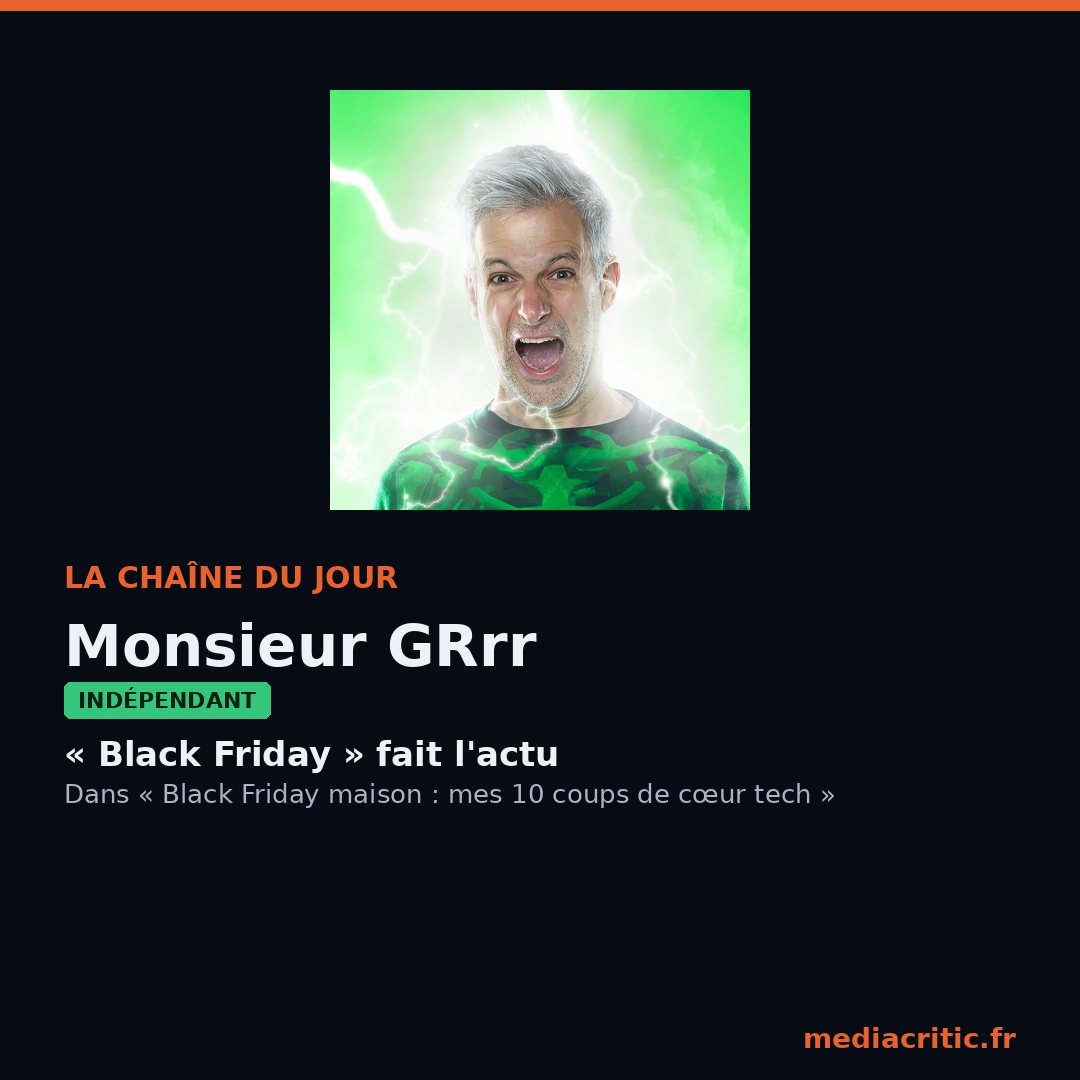 LA CHAÎNE DU JOUR
Monsieur GRrr
INDÉPENDANT
« Black Friday » fait l'actu
Dans « Black Friday maison : mes 10 coups de cœur tech »
mediacritic.fr